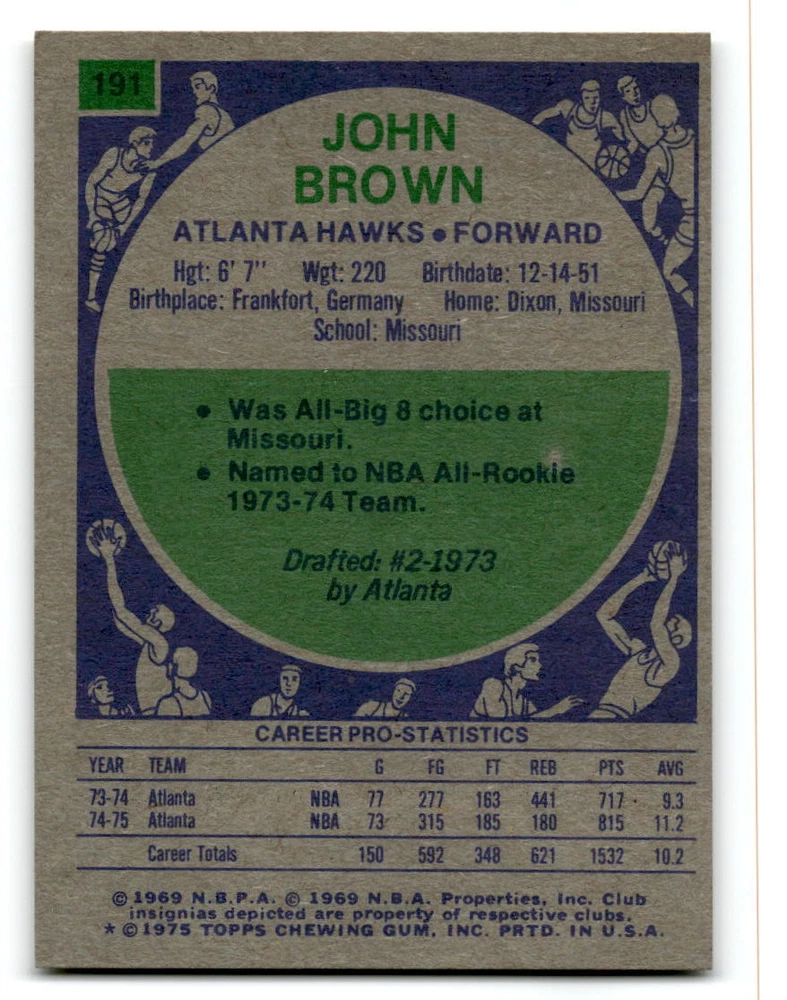 191
JOHN
BROWN
ATLANTA HAWKS • FORWARD
Hgt: 6' 7'' Wgt: 220 Birthdate: 12-14-51
Birthplace: Frankfort, Germany Home: Dixon, Missouri
School: Missouri
• Was All-Big 8 choice at
Missouri.
• Named to NBA All-Rookie
1973-74 Team.
Drafted: #2-1973
by Atlanta
CAREER PRO-STATISTICS
YEAR TEAM G FG FT REB PTS AVG
73-74 Atlanta NBA 77 277 163 441 717 9.3
74-75 Atlanta NBA 73 315 185 180 815 11.2
Career Totals 150 592 348 621 1532 10.2
© 1969 N.B.P.A. © 1969 N.B.A. Properties, Inc. Club
insignias depicted are property of respective clubs.
* © 1975 TOPPS CHEWING GUM, INC. PRTD. IN U.S.A.